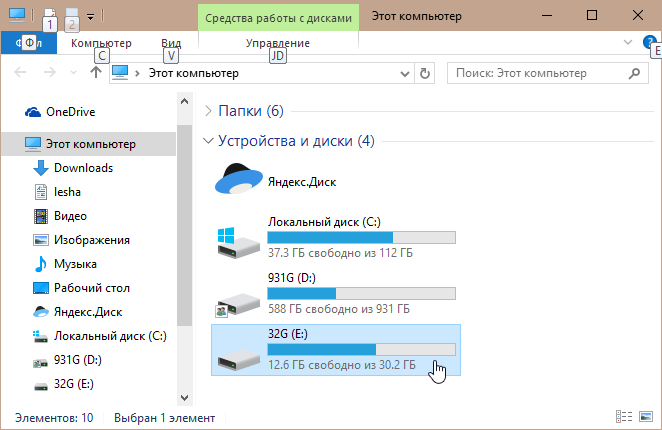 1
2
Средства работы с дисками
Этот компьютер
Ф
Компьютер
Вид
Управление
C
V
JD
E
Этот компьютер
Поиск: Этот компьютер
OneDrive
Этот компьютер
Downloads
lesha
Видео
Изображения
Музыка
Рабочий стол
Яндекс.Диск
Локальный диск (C:)
931G (D:)
32G (E:)
Папки (6)
Устройства и диски (4)
Яндекс.Диск
Локальный диск (C:)
37.3 ГБ свободно из 112 ГБ
931G (D:)
588 ГБ свободно из 931 ГБ
32G (E:)
12.6 ГБ свободно из 30.2 ГБ
Элементов: 10
Выбран 1 элемент